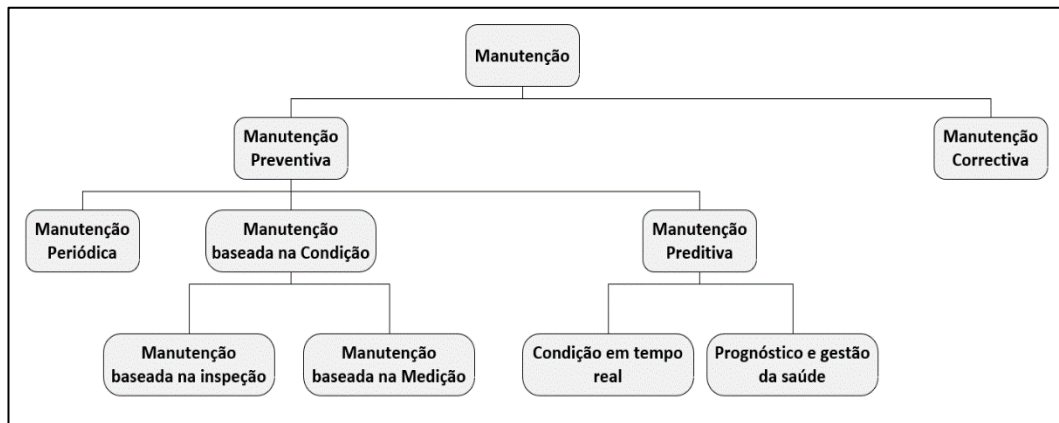 Manutenção
Manutenção
Preventiva
Manutenção
Correctiva
Manutenção
Periódica
Manutenção
baseada na Condição
Manutenção
Preditiva
Manutenção
baseada na inspeção
Manutenção
baseada na Medição
Condição em tempo
real
Prognóstico e gestão
da saúde